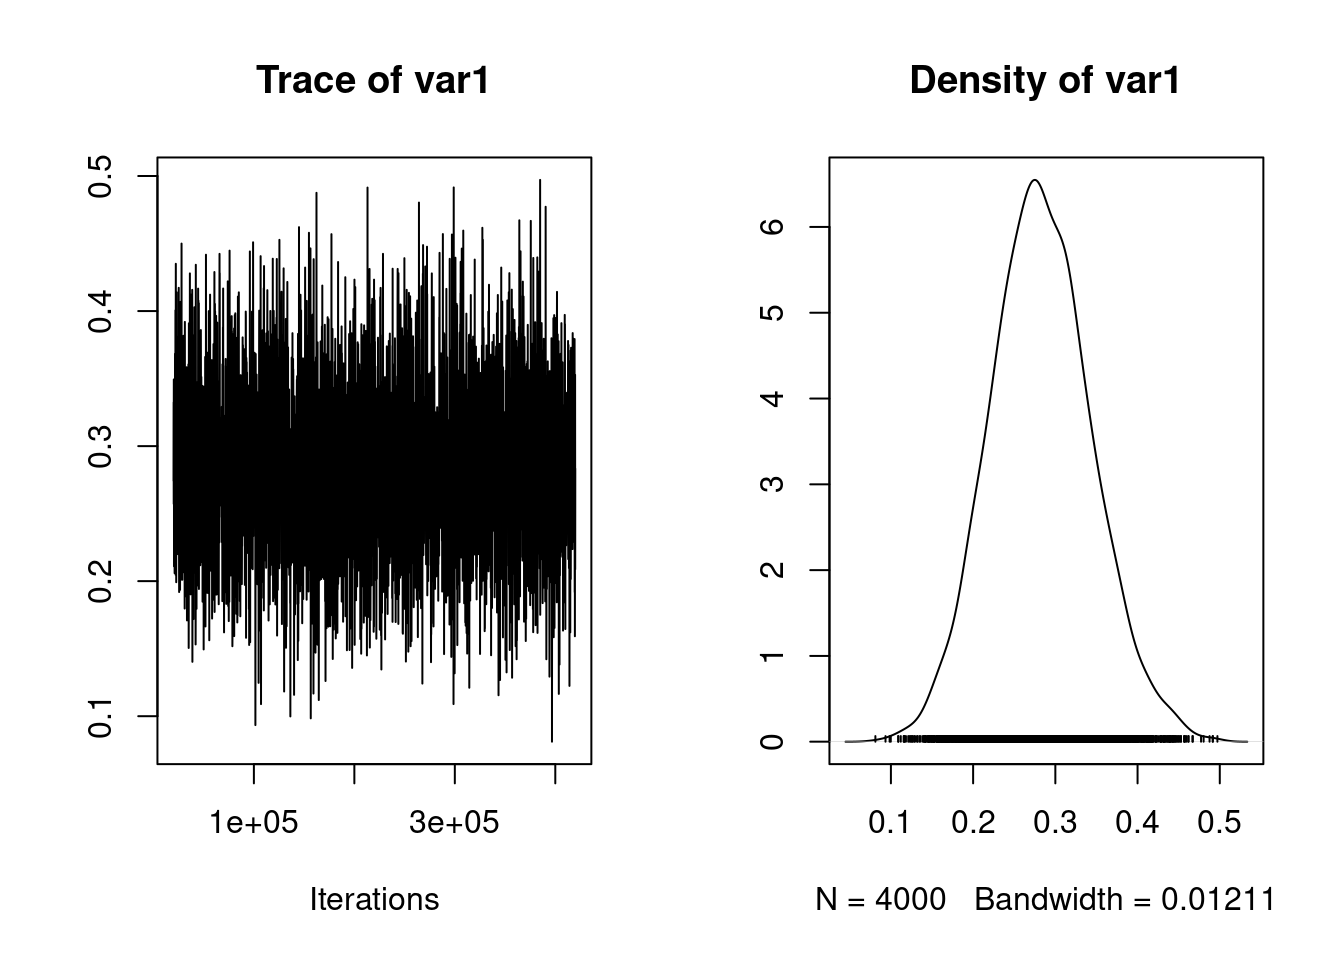 Trace of var1
0.5
0.4
0.3
0.2
0.1
1e+05 3e+05
Iterations
Density of var1
6
5
4
3
2
1
0
0.1 0.2 0.3 0.4 0.5
N = 4000 Bandwidth = 0.01211